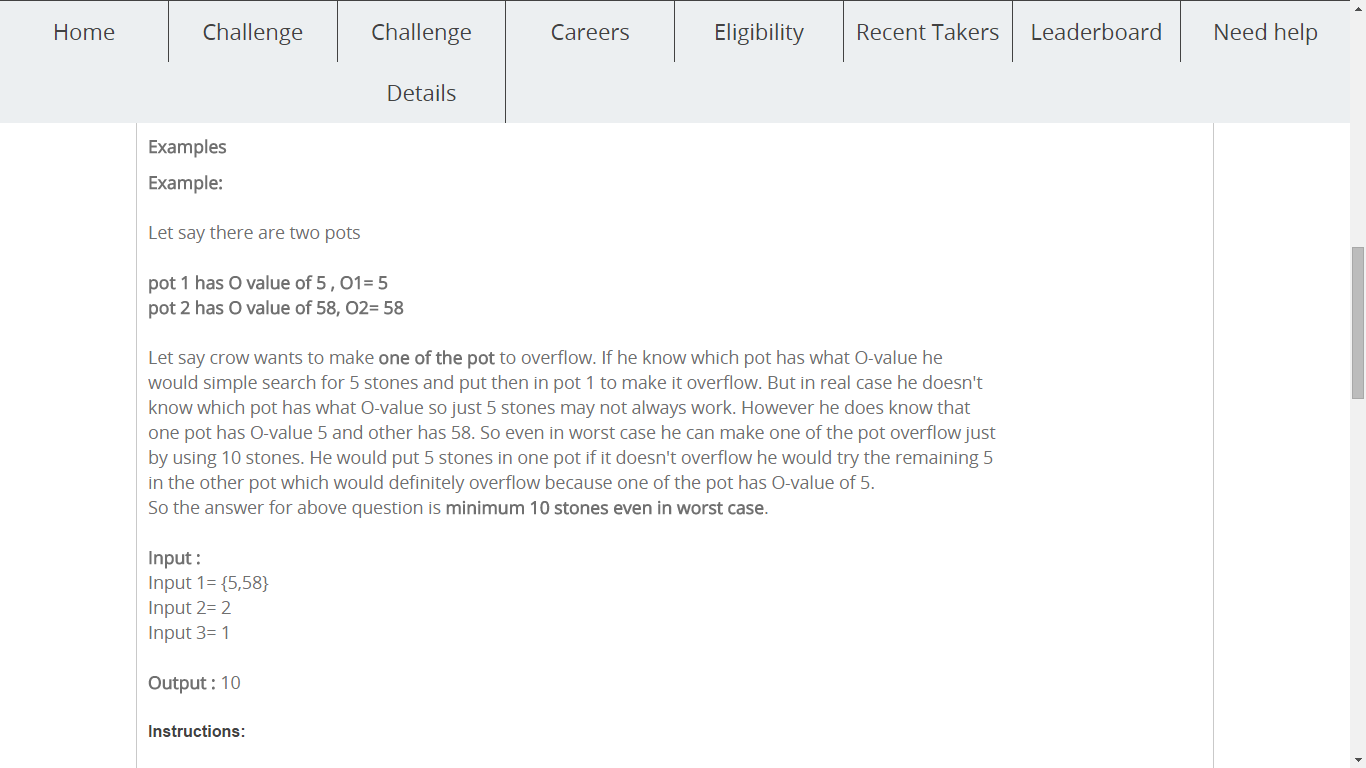 Home Challenge Challenge Careers Eligibility Recent Takers Leaderboard Need help
Details
Examples
Example:
Let say there are two pots
pot 1 has O value of 5 , O1= 5
pot 2 has O value of 58, O2= 58
Let say crow wants to make one of the pot to overflow. If he know which pot has what O-value he
would simple search for 5 stones and put then in pot 1 to make it overflow. But in real case he doesn't
know which pot has what O-value so just 5 stones may not always work. However he does know that
one pot has O-value 5 and other has 58. So even in worst case he can make one of the pot overflow just
by using 10 stones. He would put 5 stones in one pot if it doesn't overflow he would try the remaining 5
in the other pot which would definitely overflow because one of the pot has O-value of 5.
So the answer for above question is minimum 10 stones even in worst case.
Input :
Input 1= {5,58}
Input 2= 2
Input 3= 1
Output : 10
Instructions: